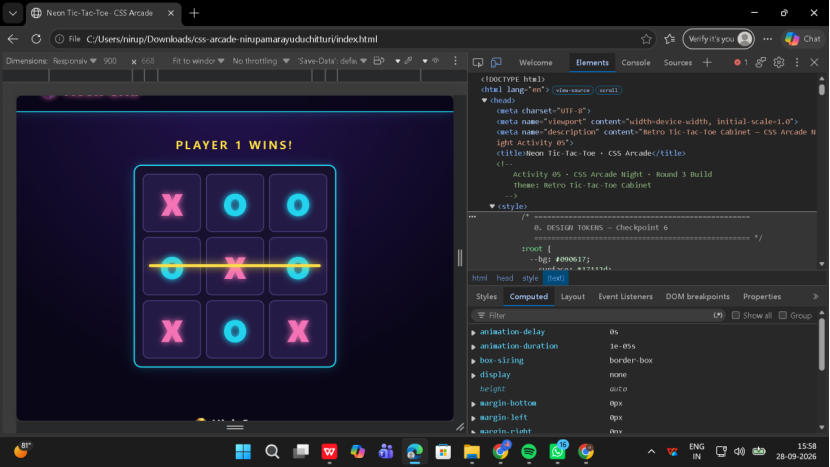 Neon Tic-Tac-Toe · CSS Arcade
File C:/Users/nirup/Downloads/css-arcade-nirupamarayuduchitturi/index.html
Verify it's you
Chat
Dimensions: Responsiv 900 x 668 Fit to windov No throttling 'Save-Data': defau
Welcome Elements Console Sources 1
PLAYER 1 WINS!
X O O
O X O
X O X
<!DOCTYPE html>
<html lang="en"> view-source scroll
<head>
<meta charset="UTF-8">
<meta name="viewport" content="width=device-width, initial-scale=1.0">
<meta name="description" content="Retro Tic-Tac-Toe Cabinet — CSS Arcade N
ight Activity 05">
<title>Neon Tic-Tac-Toe · CSS Arcade</title>
<!--
Activity 05 · CSS Arcade Night · Round 3 Build
Theme: Retro Tic-Tac-Toe Cabinet
-->
<style>
/* ==================================================
0. DESIGN TOKENS — Checkpoint 6
================================================== */
:root {
--bg: #090617;
html head style (text)
Styles Computed Layout Event Listeners DOM breakpoints Properties
Filter Show all Group
animation-delay 0s
animation-duration 1e-05s
box-sizing border-box
display none
height auto
margin-bottom 0px
margin-left 0px
margin-right 0px
81°
16
ENG
IN
15:58
28-09-2026